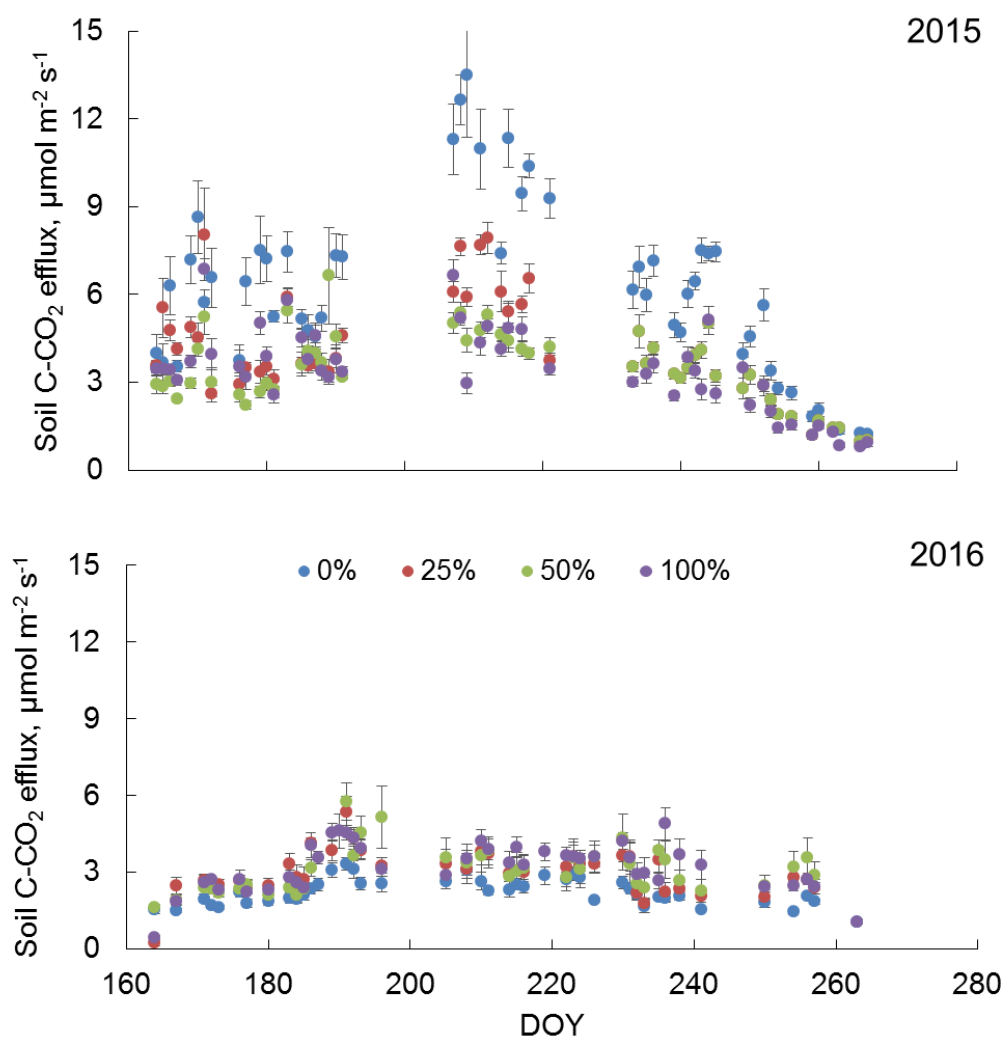 2015
Soil C-CO₂ efflux, µmol m⁻² s⁻¹
15
12
9
6
3
0
2016
0% 25% 50% 100%
Soil C-CO₂ efflux, µmol m⁻² s⁻¹
15
12
9
6
3
0
160 180 200 220 240 260 280
DOY